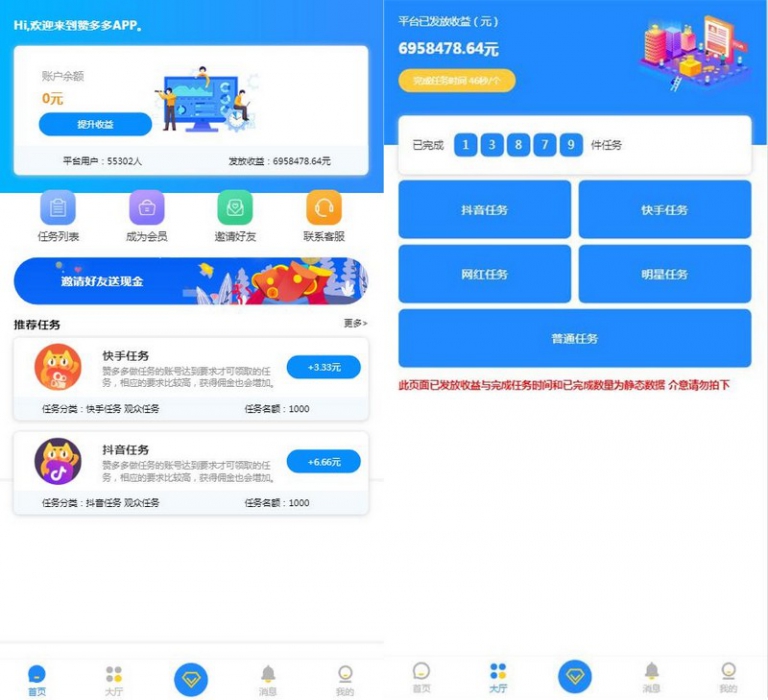 Hi,欢迎来到赞多多APP。
账户余额
0元
提升收益
平台用户：55302人
发放收益：6958478.64元
任务列表
成为会员
邀请好友
联系客服
邀请好友送现金
推荐任务
更多>
快手任务
赞多多做任务的账号达到要求才可领取的任
务，相应的要求比较高，获得佣金也会增加。
+3.33元
任务分类：快手任务 观众任务
任务名额：1000
抖音任务
赞多多做任务的账号达到要求才可领取的任
务，相应的要求比较高，获得佣金也会增加。
+6.66元
任务分类：抖音任务 观众任务
任务名额：1000
首页
大厅
消息
我的
平台已发放收益（元）
6958478.64元
完成任务时间 46秒/个
已完成 1 3 8 7 9 件任务
抖音任务
快手任务
网红任务
明星任务
普通任务
此页面已发放收益与完成任务时间和已完成数量为静态数据 介意请勿拍下
首页
大厅
消息
我的